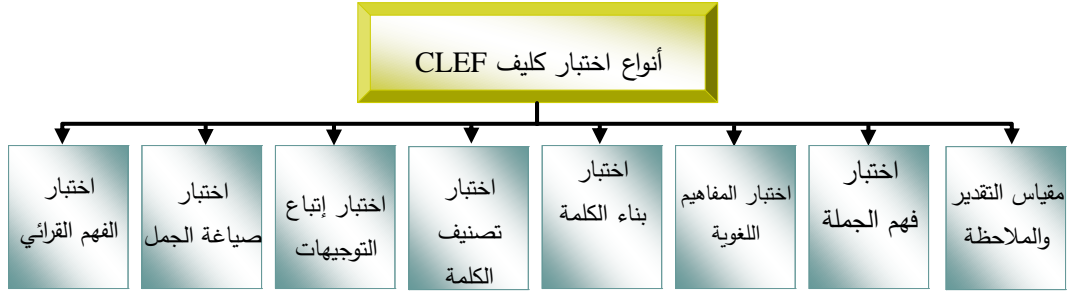 أنواع اختبار كليف CLEF
مقياس التقدير
والملاحظة
اختبار
فهم الجملة
اختبار المفاهيم
اللغوية
اختبار
بناء الكلمة
اختبار
تصنيف
الكلمة
اختبار إتباع
التوجيهات
اختبار
صياغة الجمل
اختبار
الفهم القرائي